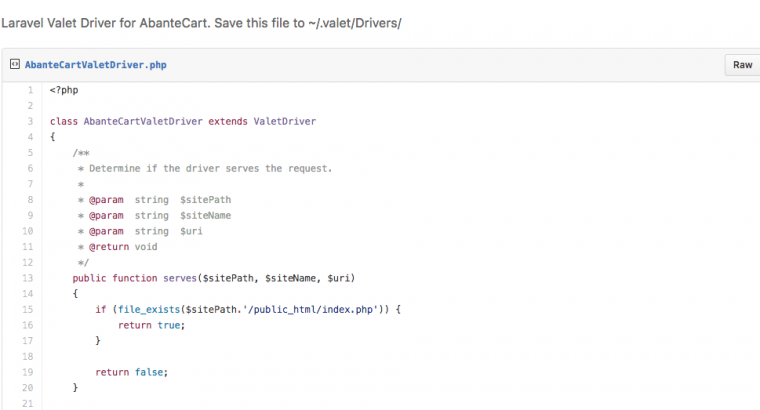 Laravel Valet Driver for AbanteCart. Save this file to ~/.valet/Drivers/
AbanteCartValetDriver.php
Raw
1 <?php
2
3 class AbanteCartValetDriver extends ValetDriver
4 {
5     /**
6      * Determine if the driver serves the request.
7      *
8      * @param  string  $sitePath
9      * @param  string  $siteName
10      * @param  string  $uri
11      * @return void
12      */
13     public function serves($sitePath, $siteName, $uri)
14     {
15         if (file_exists($sitePath.'/public_html/index.php')) {
16             return true;
17         }
18
19         return false;
20     }
21